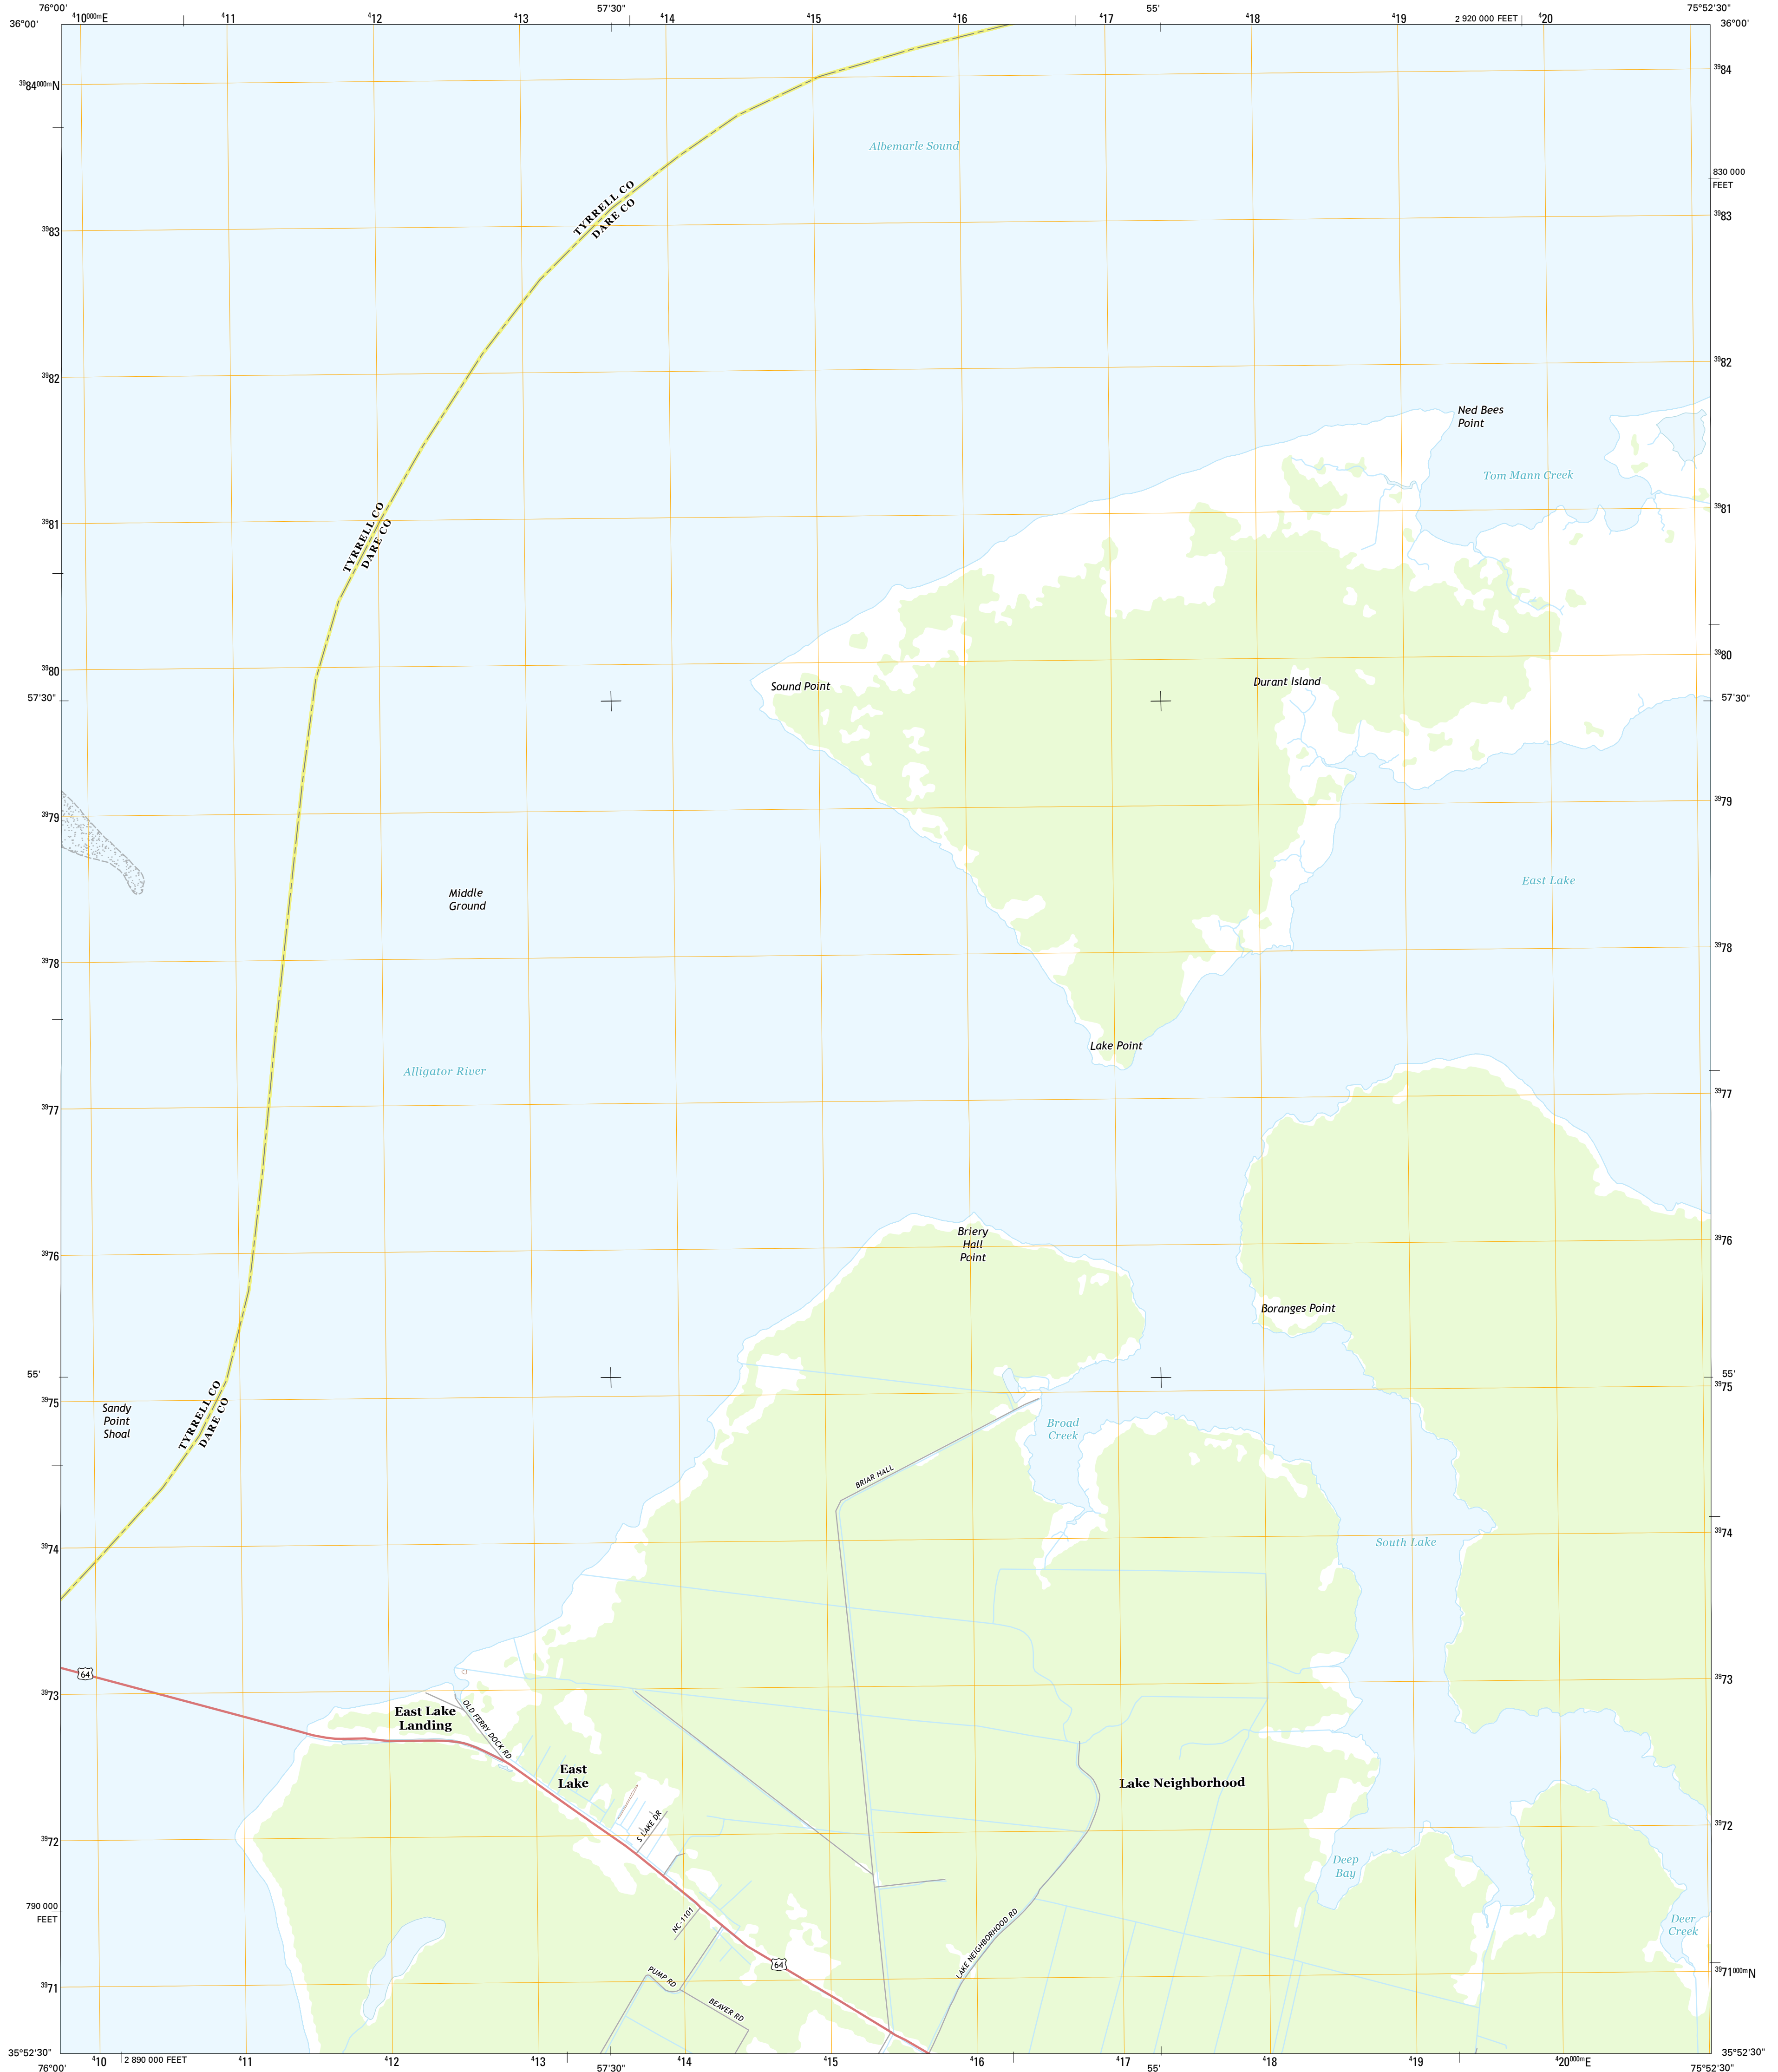 76°00'
⁴10⁰⁰⁰ᵐE
⁴11
⁴12
⁴13
57'30"
⁴14
⁴15
⁴16
⁴17
55'
⁴18
⁴19
2 920 000 FEET
⁴20
75°52'30"
36°00'
36°00'
³⁹84⁰⁰⁰ᵐN
³⁹84
Albemarle Sound
830 000
FEET
TYRRELL CO
DARE CO
³⁹83
³⁹83
³⁹82
³⁹82
Ned Bees
Point
Tom Mann Creek
³⁹81
³⁹81
TYRRELL CO
DARE CO
³⁹80
³⁹80
Sound Point
Durant Island
57'30"
57'30"
³⁹79
³⁹79
East Lake
Middle
Ground
³⁹78
³⁹78
Lake Point
Alligator River
³⁹77
³⁹77
Briery
Hall
Point
³⁹76
³⁹76
Boranges Point
55'
55'
³⁹75
³⁹75
Sandy
Point
Shoal
TYRRELL CO
DARE CO
Broad
Creek
BRIAR HALL
³⁹74
³⁹74
South Lake
64
³⁹73
³⁹73
East Lake
Landing
OLD FERRY DOCK RD
East
Lake
Lake Neighborhood
S LAKE DR
³⁹72
³⁹72
Deep
Bay
790 000
FEET
NC-1101
Deer
Creek
LAKE NEIGHBORHOOD RD
64
PUMP RD
BEAVER RD
³⁹71
³⁹71⁰⁰⁰ᵐN
35°52'30"
35°52'30"
76°00'
⁴10
2 890 000 FEET
⁴11
⁴12
⁴13
57'30"
⁴14
⁴15
⁴16
⁴17
55'
⁴18
⁴19
⁴20⁰⁰⁰ᵐE
75°52'30"